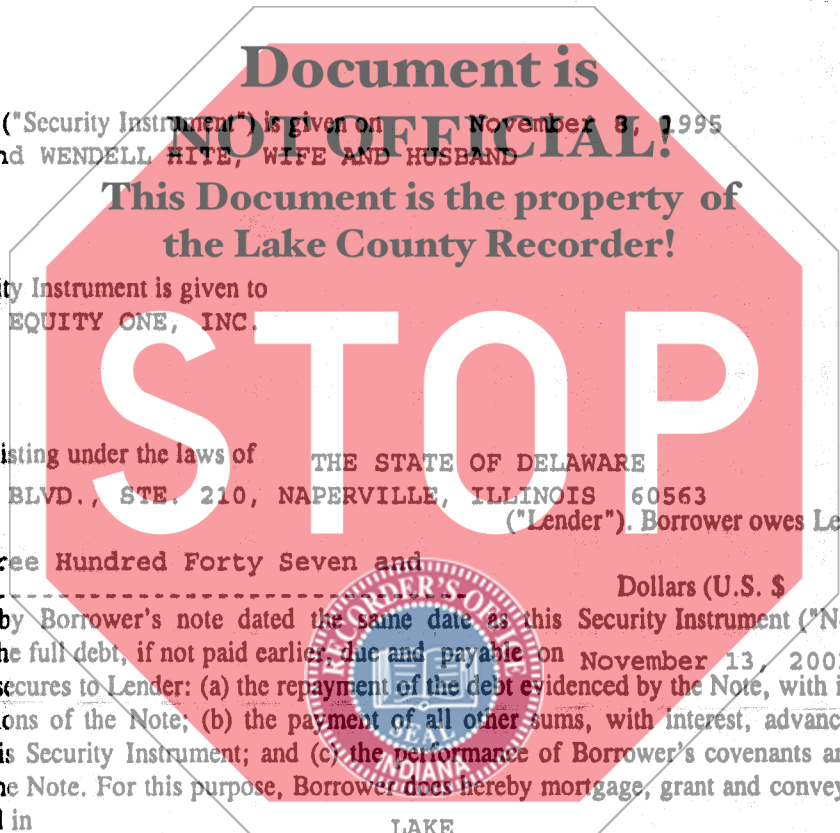 Document is
("Security Instrument") is given on November 8, 1995
NOT OFFICIAL!
nd WENDELL HITE, WIFE AND HUSBAND
This Document is the property of
the Lake County Recorder!
ity Instrument is given to
EQUITY ONE, INC.
STOP
isting under the laws of THE STATE OF DELAWARE
BLVD., STE. 210, NAPERVILLE, ILLINOIS 60563
("Lender"). Borrower owes Le
ree Hundred Forty Seven and
Dollars (U.S. $
by Borrower's note dated the same date as this Security Instrument ("N
he full debt, if not paid earlier, due and payable on November 13, 200
secures to Lender: (a) the repayment of the debt evidenced by the Note, with i
ons of the Note; (b) the payment of all other sums, with interest, advanc
is Security Instrument; and (c) the performance of Borrower's covenants a
he Note. For this purpose, Borrower does hereby mortgage, grant and convey
d in
LAKE
RECORDER'S OFFICE
SEAL
INDIANA